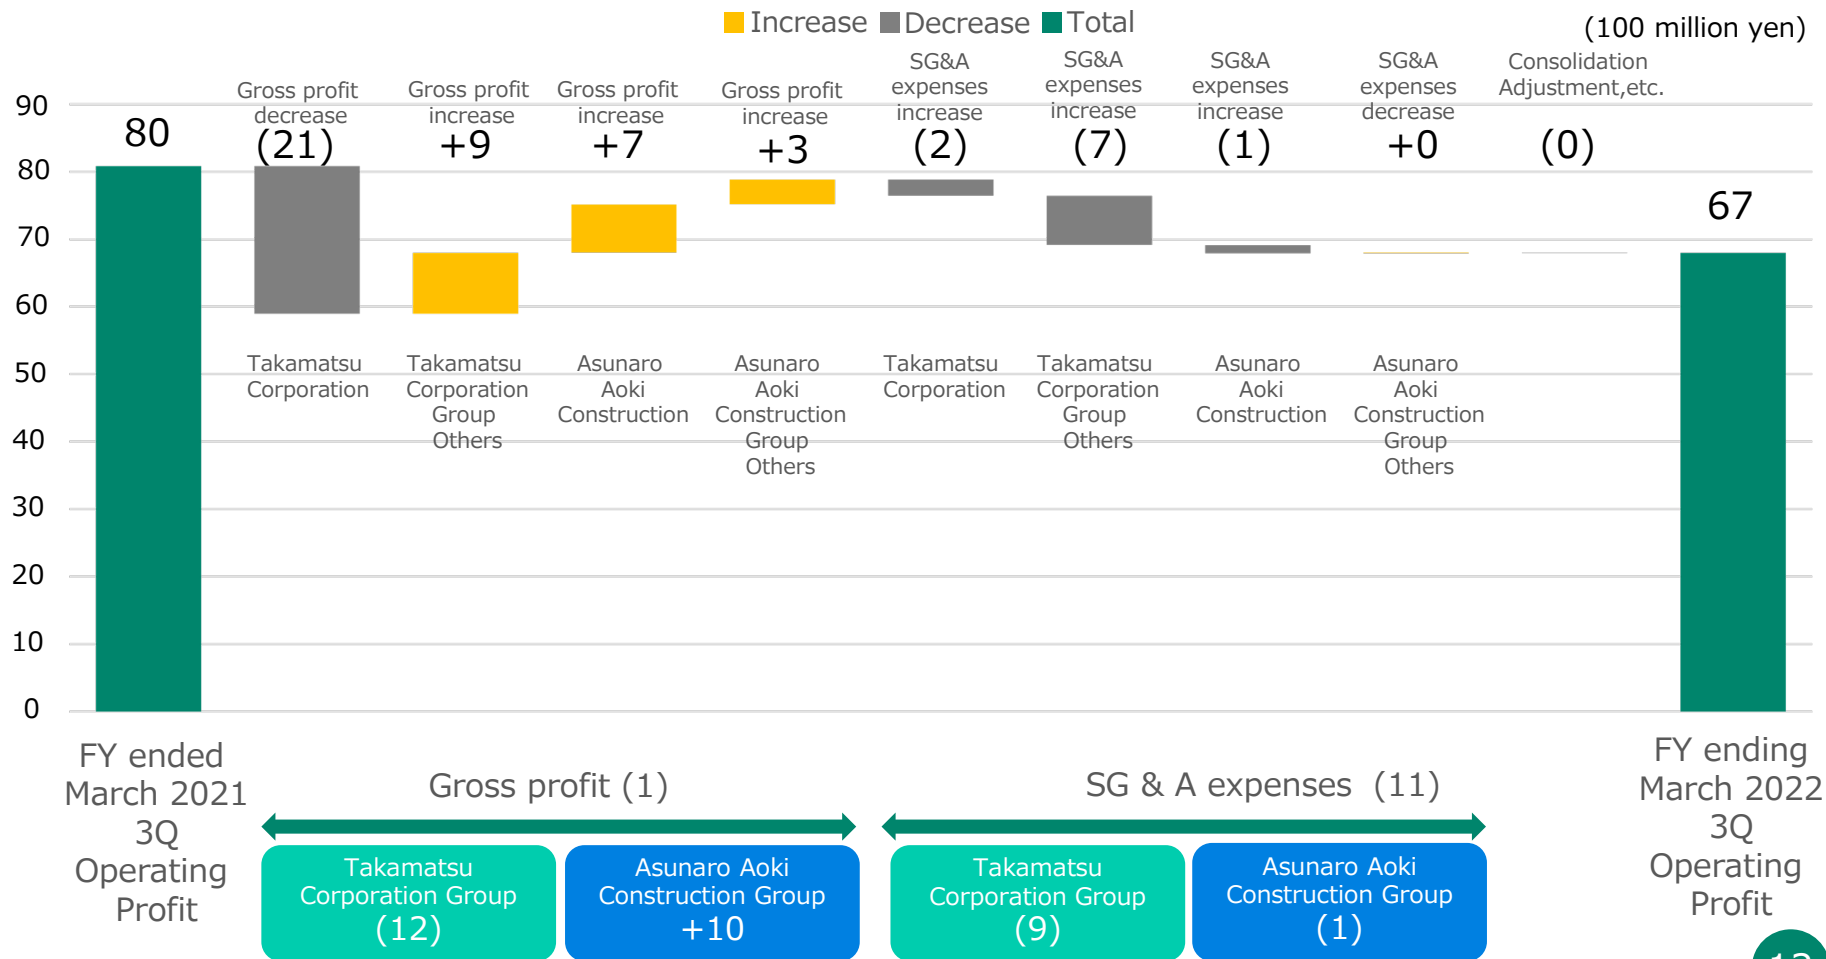 Increase Decrease Total
(100 million yen)
Gross profit
decrease
(21)
Gross profit
increase
+9
Gross profit
increase
+7
Gross profit
increase
+3
SG&A
expenses
increase
(2)
SG&A
expenses
increase
(7)
SG&A
expenses
increase
(1)
SG&A
expenses
decrease
+0
Consolidation
Adjustment,etc.
(0)
90
80
70
60
50
40
30
20
10
0
80
67
Takamatsu
Corporation
Takamatsu
Corporation
Group
Others
Asunaro
Aoki
Construction
Asunaro
Aoki
Construction
Group
Others
Takamatsu
Corporation
Takamatsu
Corporation
Group
Others
Asunaro
Aoki
Construction
Asunaro
Aoki
Construction
Group
Others
FY ended
March 2021
3Q
Operating
Profit
Gross profit (1)
SG & A expenses (11)
FY ending
March 2022
3Q
Operating
Profit
Takamatsu
Corporation Group
(12)
Asunaro Aoki
Construction Group
+10
Takamatsu
Corporation Group
(9)
Asunaro Aoki
Construction Group
(1)